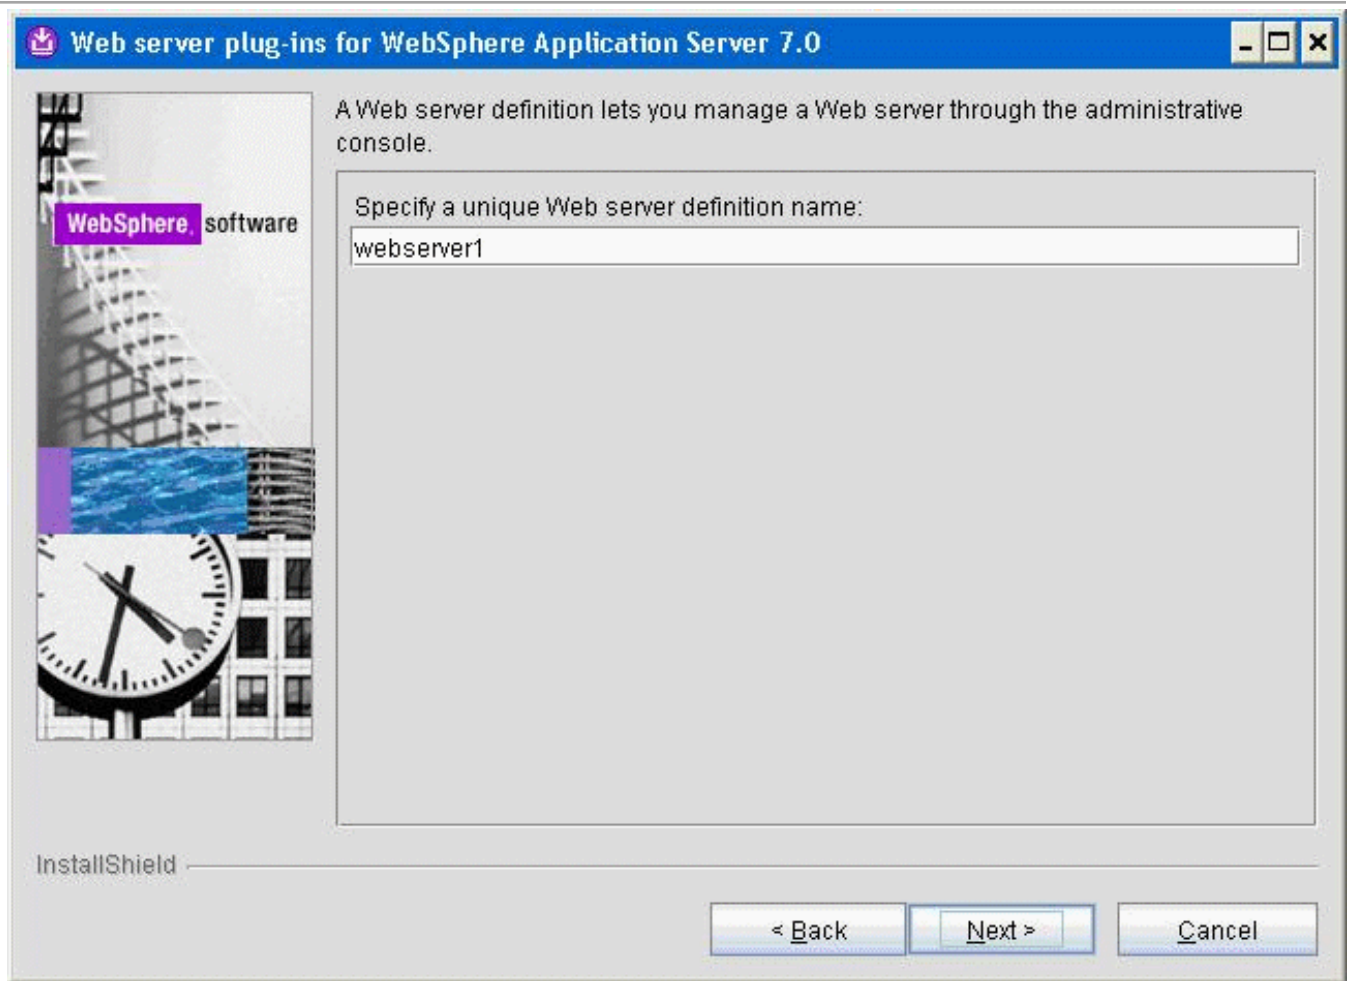 Web server plug-ins for WebSphere Application Server 7.0
A Web server definition lets you manage a Web server through the administrative
console.
WebSphere. software
Specify a unique Web server definition name:
webserver1
InstallShield
< Back
Next >
Cancel